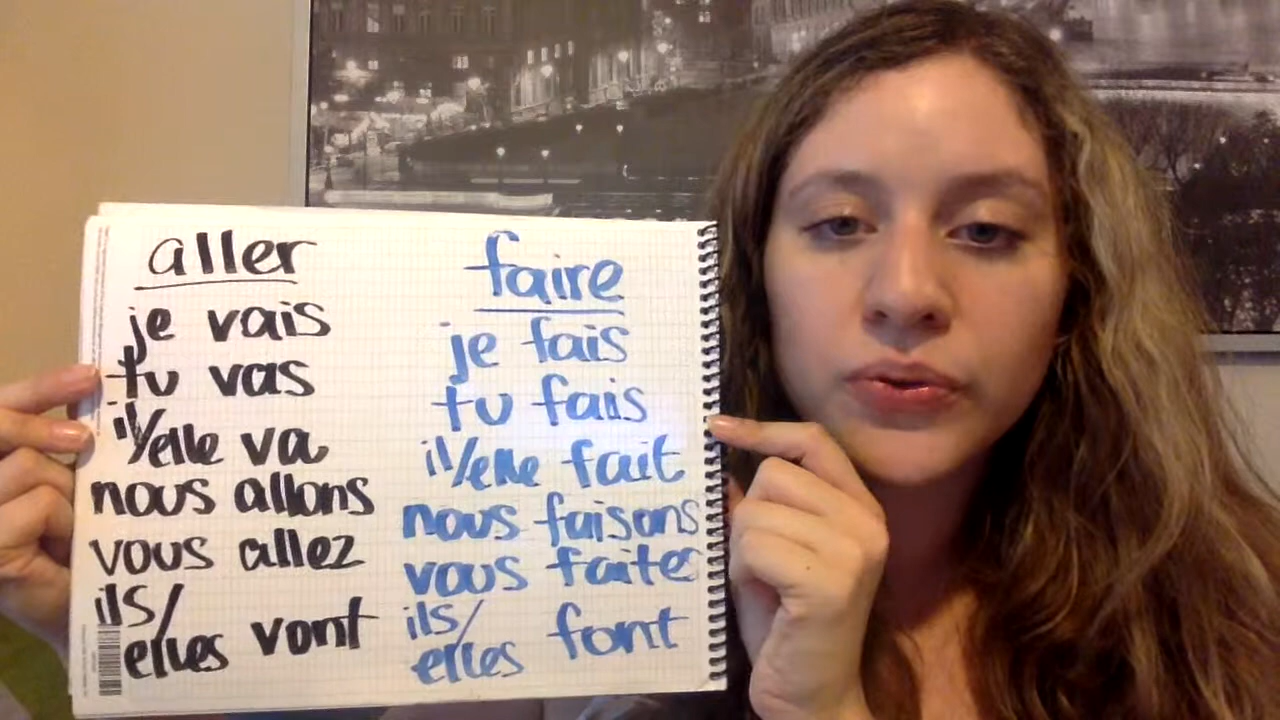 aller
je vais
tu vas
il/elle va
nous allons
vous allez
ils/
elles vont
faire
je fais
tu fais
il/elle fait
nous faisons
vous faites
ils/
elles font